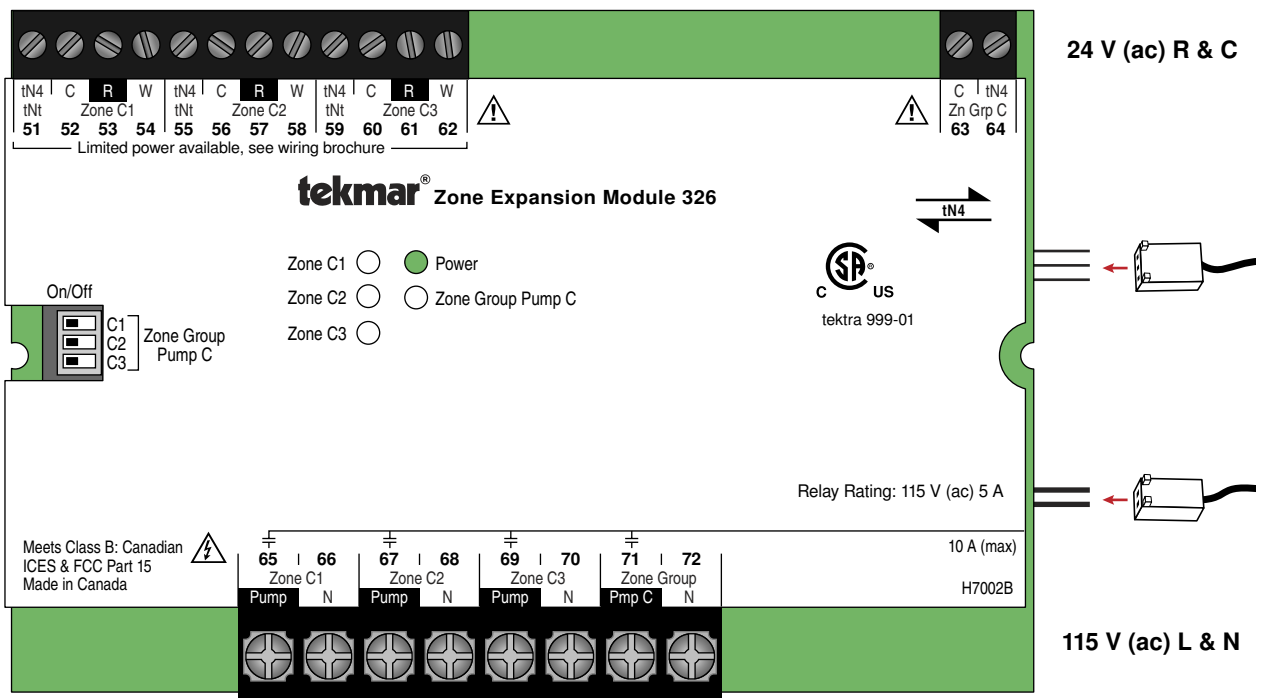 24 V (ac) R & C
tN4 C R W tN4 C R W tN4 C R W
tNt Zone C1 tNt Zone C2 tNt Zone C3
51 52 53 54 55 56 57 58 59 60 61 62
Limited power available, see wiring brochure
C tN4
Zn Grp C
63 64
tekmar® Zone Expansion Module 326
tN4
Zone C1 Power
Zone C2 Zone Group Pump C
Zone C3
SA®
C US
tektra 999-01
On/Off
C1
C2
C3
Zone Group
Pump C
Relay Rating: 115 V (ac) 5 A
Meets Class B: Canadian
ICES & FCC Part 15
Made in Canada
65 66 67 68 69 70 71 72
Zone C1 Zone C2 Zone C3 Zone Group
Pump N Pump N Pump N Pmp C N
10 A (max)
H7002B
115 V (ac) L & N